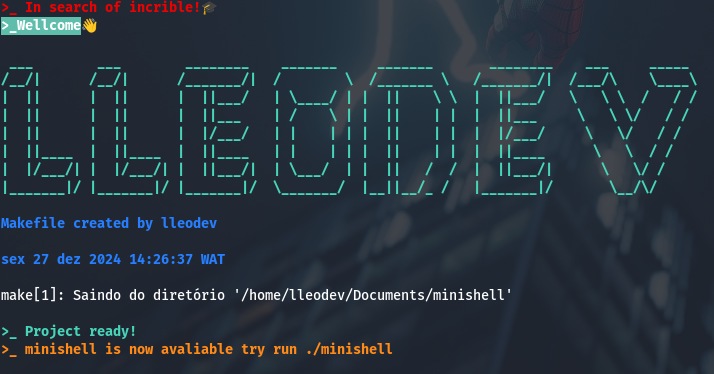 >_ In search of incrible!🎓
>_Wellcome👋
LLEODEV
Makefile created by lleodev
sex 27 dez 2024 14:26:37 WAT
make[1]: Saindo do diretório '/home/lleodev/Documents/minishell'
>_ Project ready!
>_ minishell is now avaliable try run ./minishell